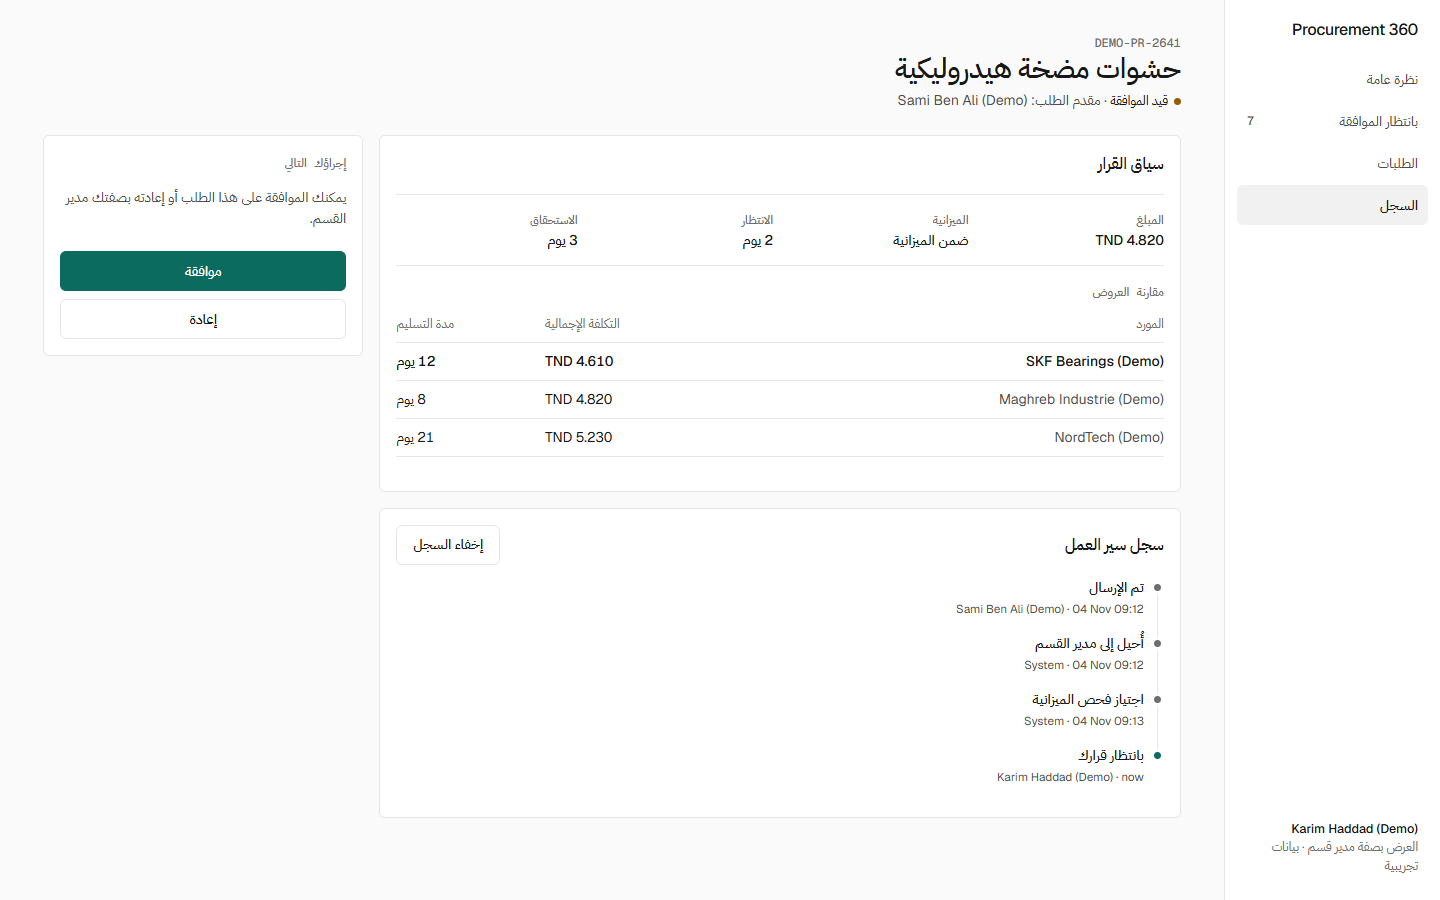 Procurement 360
نظرة عامة
بانتظار الموافقة 7
الطلبات
السجل
DEMO-PR-2641
حشوات مضخة هيدروليكية
قيد الموافقة · مقدم الطلب: Sami Ben Ali (Demo)
سياق القرار
المبلغ الميزانية الانتظار الاستحقاق
TND 4.820 ضمن الميزانية 2 يوم 3 يوم
مقارنة العروض
المورد التكلفة الإجمالية مدة التسليم
SKF Bearings (Demo) TND 4.610 12 يوم
Maghreb Industrie (Demo) TND 4.820 8 يوم
NordTech (Demo) TND 5.230 21 يوم
سجل سير العمل إخفاء السجل
تم الإرسال
Sami Ben Ali (Demo) · 04 Nov 09:12
أُحيل إلى مدير القسم
System · 04 Nov 09:12
اجتياز فحص الميزانية
System · 04 Nov 09:13
بانتظار قرارك
Karim Haddad (Demo) · now
إجراؤك التالي
يمكنك الموافقة على هذا الطلب أو إعادته بصفتك مدير
القسم.
موافقة
إعادة
Karim Haddad (Demo)
العرض بصفة مدير قسم · بيانات
تجريبية